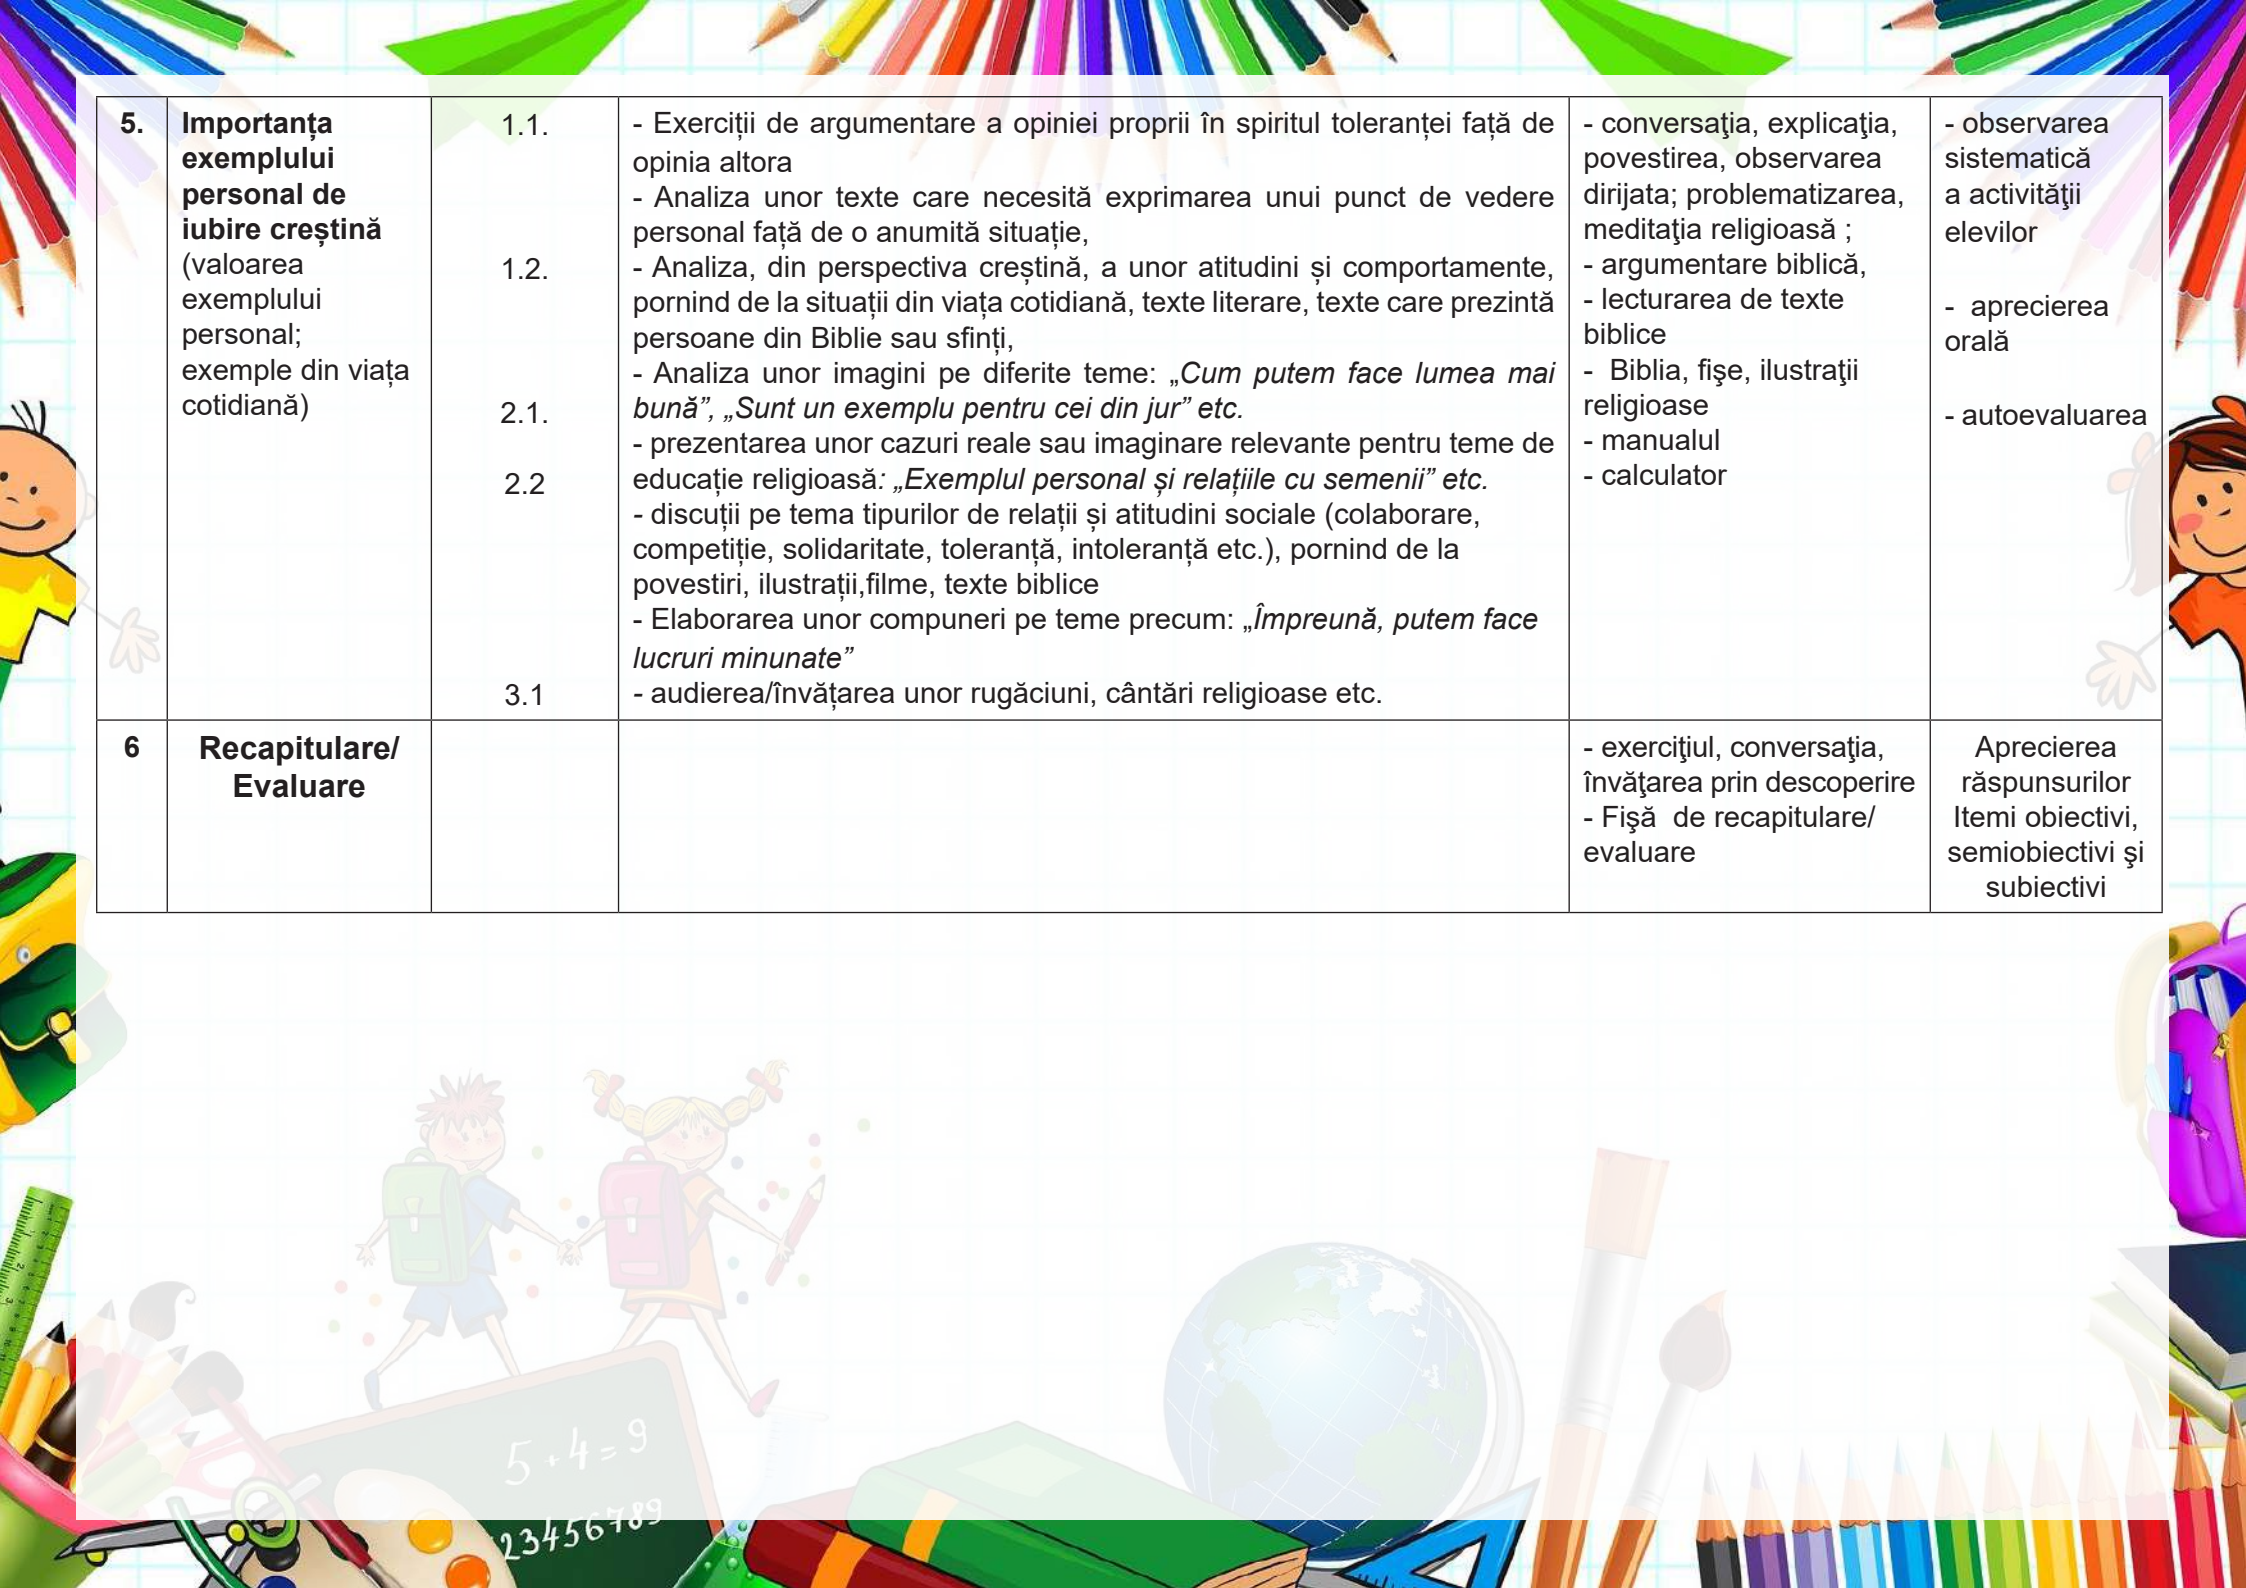 5.
Importanța
exemplului
personal de
iubire creștină
(valoarea
exemplului
personal;
exemple din viața
cotidiană)
1.1.
1.2.
2.1.
2.2
3.1
- Exerciții de argumentare a opiniei proprii în spiritul toleranței față de
opinia altora
- Analiza unor texte care necesită exprimarea unui punct de vedere
personal față de o anumită situație,
- Analiza, din perspectiva creștină, a unor atitudini și comportamente,
pornind de la situații din viața cotidiană, texte literare, texte care prezintă
persoane din Biblie sau sfinți,
- Analiza unor imagini pe diferite teme: „Cum putem face lumea mai
bună”, „Sunt un exemplu pentru cei din jur” etc.
- prezentarea unor cazuri reale sau imaginare relevante pentru teme de
educație religioasă: „Exemplul personal și relațiile cu semenii” etc.
- discuții pe tema tipurilor de relații și atitudini sociale (colaborare,
competiție, solidaritate, toleranță, intoleranță etc.), pornind de la
povestiri, ilustrații,filme, texte biblice
- Elaborarea unor compuneri pe teme precum: „Împreună, putem face
lucruri minunate”
- audierea/învățarea unor rugăciuni, cântări religioase etc.
- conversaţia, explicaţia,
povestirea, observarea
dirijata; problematizarea,
meditaţia religioasă ;
- argumentare biblică,
- lecturarea de texte
biblice
-  Biblia, fişe, ilustraţii
religioase
- manualul
- calculator
- observarea
sistematică
a activităţii
elevilor
-  aprecierea
orală
- autoevaluarea
6
Recapitulare/
Evaluare
- exerciţiul, conversaţia,
învăţarea prin descoperire
- Fişă  de recapitulare/
evaluare
Aprecierea
răspunsurilor
Itemi obiectivi,
semiobiectivi şi
subiectivi
5+4=9
23456789